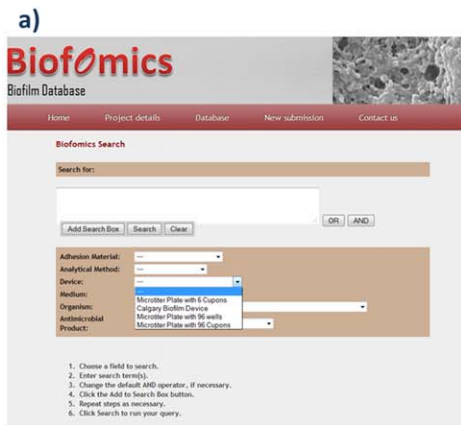 a)
Biofomics
Biofilm Database
Home Project details Database New submission Contact us
Biofomics Search
Search for:
OR AND
Add Search Box Search Clear
Adhesion Material: ---
Analytical Method: ---
Device: ---
---
Medium:
Microtiter Plate with 6 Cupons
Organism:
Calgary Biofilm Device
Microtiter Plate with 96 wells
Antimicrobial Product:
Microtiter Plate with 96 Cupons
1. Choose a field to search.
2. Enter search term(s).
3. Change the default AND operator, if necessary.
4. Click the Add to Search Box button.
5. Repeat steps as necessary.
6. Click Search to run your query.